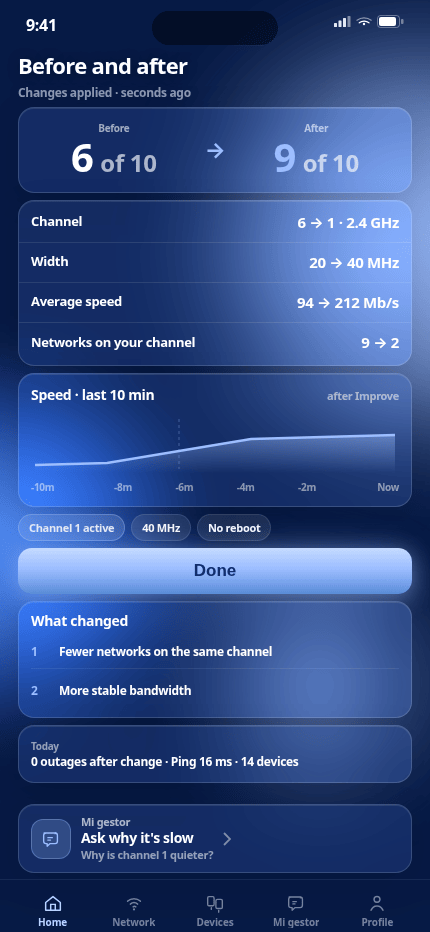 9:41
Before and after
Changes applied · seconds ago
Before
After
6 of 10
→
9 of 10
Channel
6 → 1 · 2.4 GHz
Width
20 → 40 MHz
Average speed
94 → 212 Mb/s
Networks on your channel
9 → 2
Speed · last 10 min
after Improve
-10m
-8m
-6m
-4m
-2m
Now
Channel 1 active
40 MHz
No reboot
Done
What changed
1 Fewer networks on the same channel
2 More stable bandwidth
Today
0 outages after change · Ping 16 ms · 14 devices
Mi gestor
Ask why it's slow
Why is channel 1 quieter?
Home
Network
Devices
Mi gestor
Profile